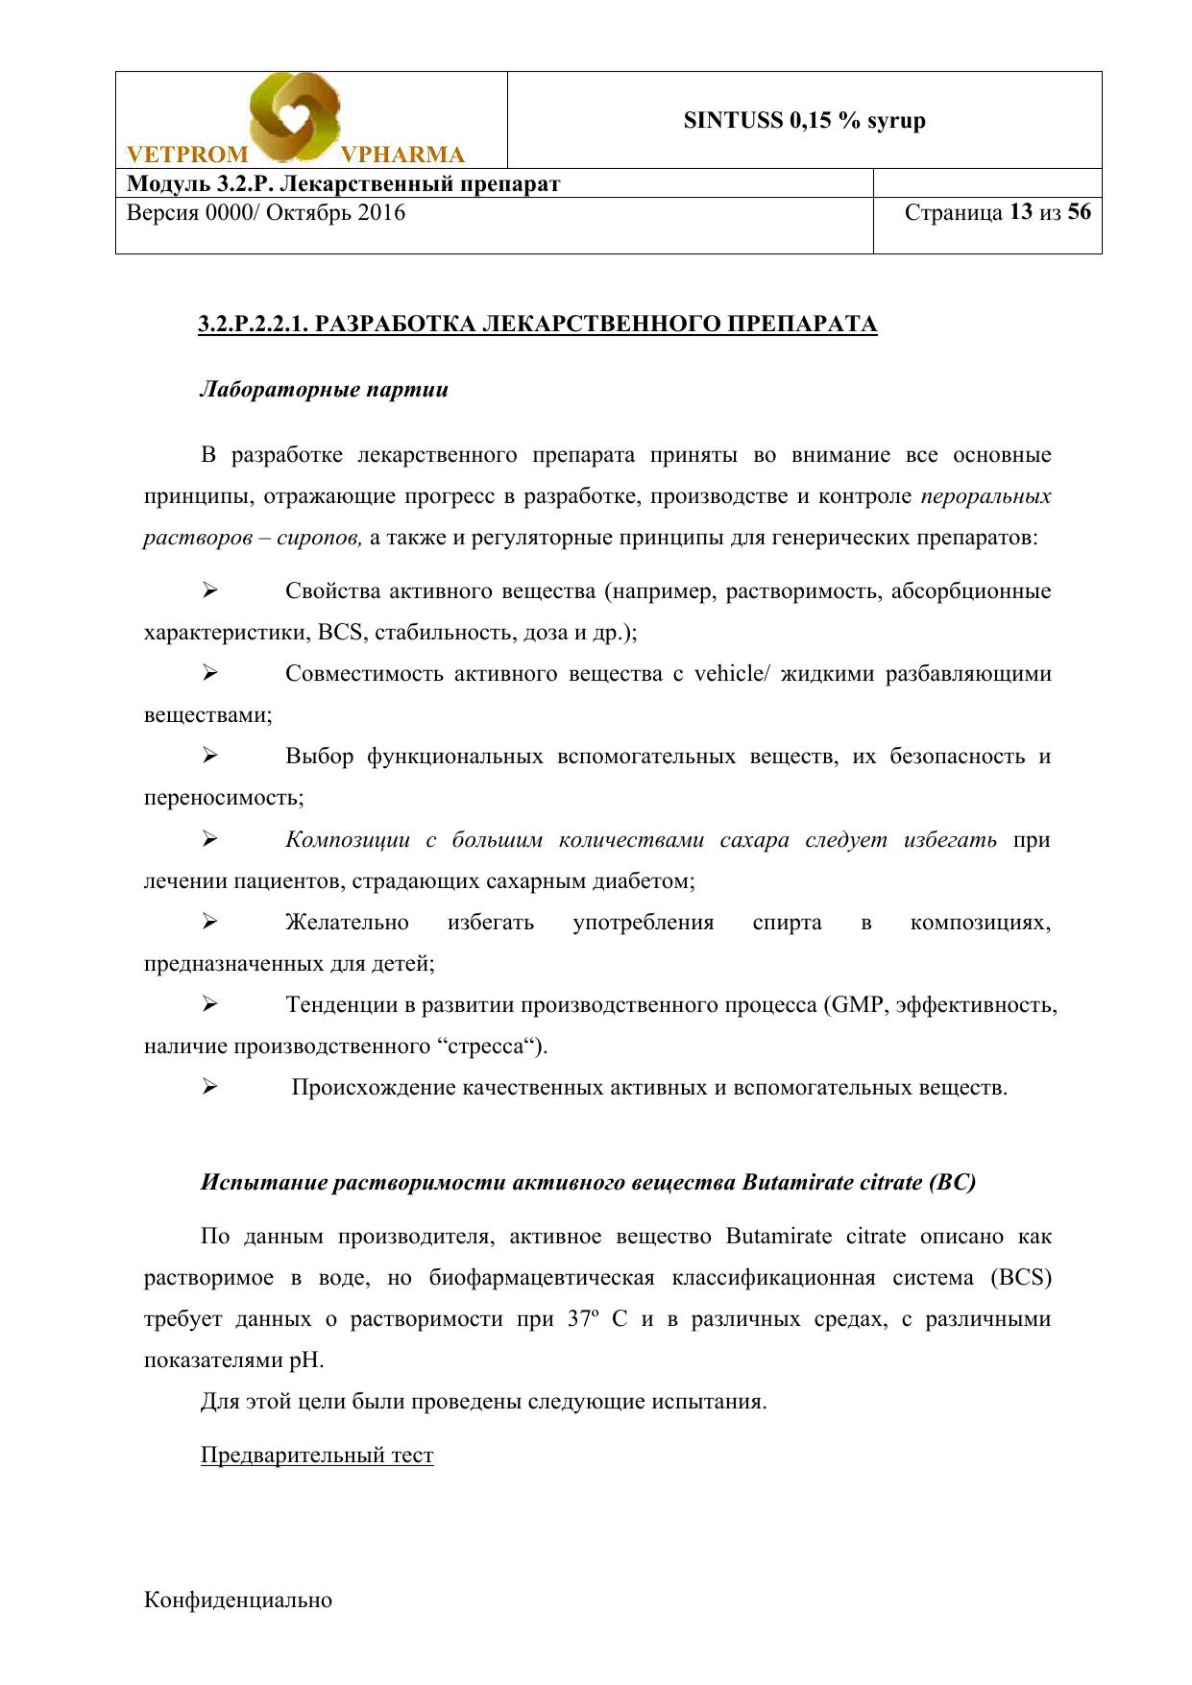 VETPROM VPHARMA
SINTUSS 0,15 % syrup
Модуль 3.2.P. Лекарственный препарат
Версия 0000/ Октябрь 2016
Страница 13 из 56
3.2.P.2.2.1. РАЗРАБОТКА ЛЕКАРСТВЕННОГО ПРЕПАРАТА
Лабораторные партии
В разработке лекарственного препарата приняты во внимание все основные
принципы, отражающие прогресс в разработке, производстве и контроле пероральных
растворов – сиропов, а также и регуляторные принципы для генерических препаратов:
➢ Свойства активного вещества (например, растворимость, абсорбционные
характеристики, BCS, стабильность, доза и др.);
➢ Совместимость активного вещества с vehicle/ жидкими разбавляющими
веществами;
➢ Выбор функциональных вспомогательных веществ, их безопасность и
переносимость;
➢ Композиции с большим количествами сахара следует избегать при
лечении пациентов, страдающих сахарным диабетом;
➢ Желательно избегать употребления спирта в композициях,
предназначенных для детей;
➢ Тенденции в развитии производственного процесса (GMP, эффективность,
наличие производственного “стресса“).
➢ Происхождение качественных активных и вспомогательных веществ.
Испытание растворимости активного вещества Butamirate citrate (BC)
По данным производителя, активное вещество Butamirate citrate описано как
растворимое в воде, но биофармацевтическая классификационная система (BCS)
требует данных о растворимости при 37º С и в различных средах, с различными
показателями pH.
Для этой цели были проведены следующие испытания.
Предварительный тест
Конфиденциально